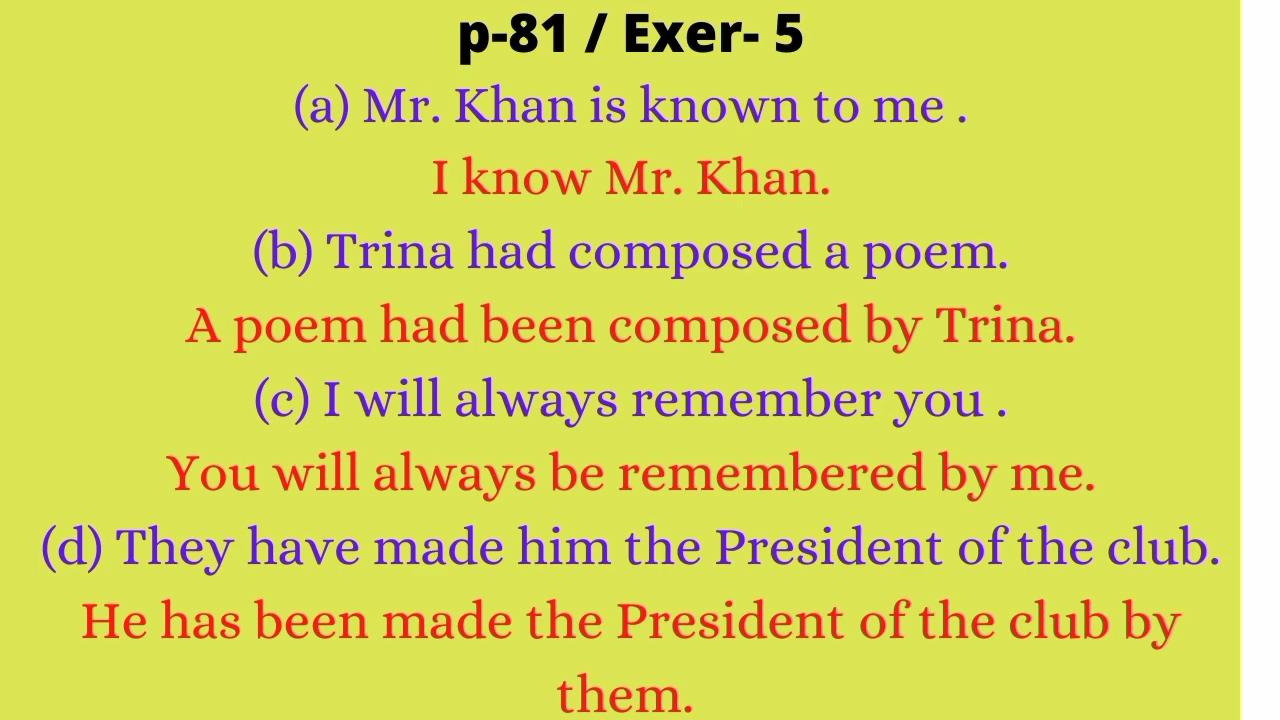 p-81 / Exer- 5
(a) Mr. Khan is known to me .
I know Mr. Khan.
(b) Trina had composed a poem.
A poem had been composed by Trina.
(c) I will always remember you .
You will always be remembered by me.
(d) They have made him the President of the club.
He has been made the President of the club by
them.